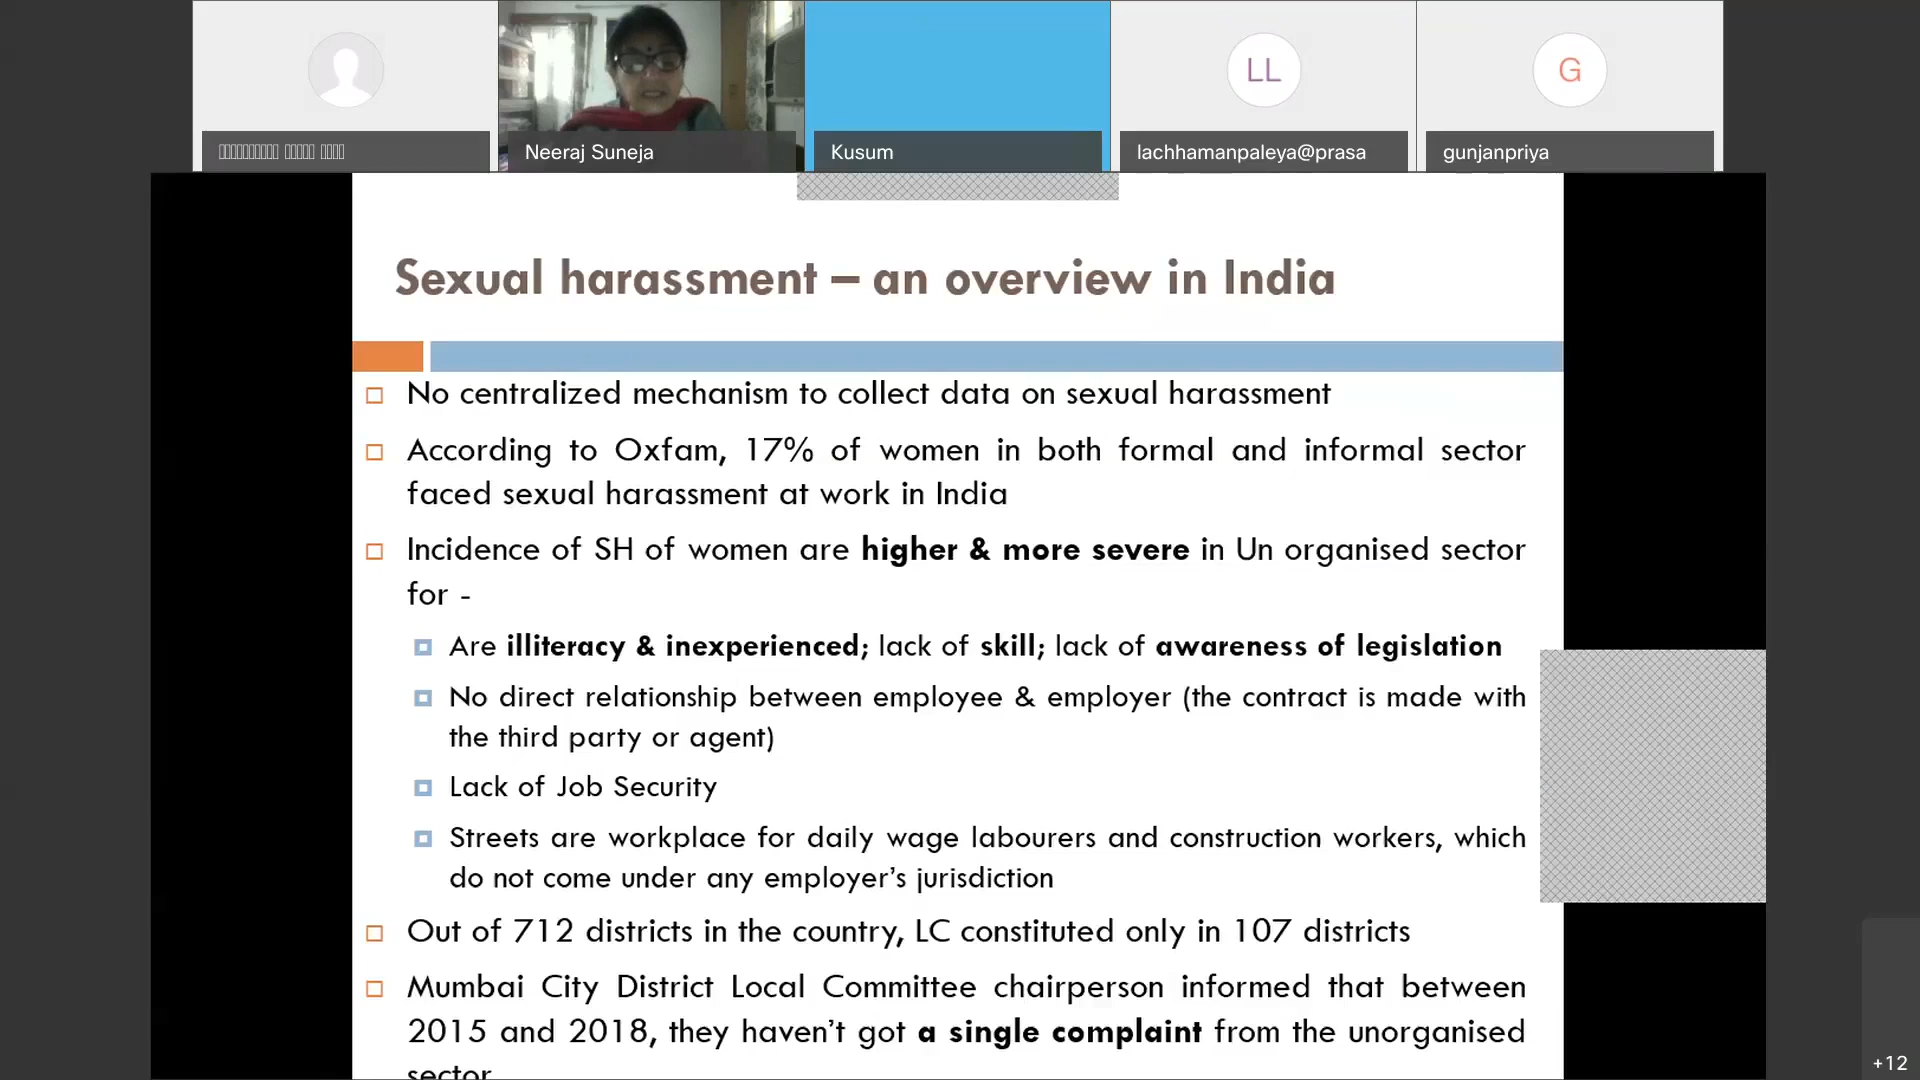 Neeraj Suneja
Kusum
LL
lachhamanpaleya@prasa
G
gunjanpriya
Sexual harassment – an overview in India
No centralized mechanism to collect data on sexual harassment
According to Oxfam, 17% of women in both formal and informal sector
faced sexual harassment at work in India
Incidence of SH of women are higher & more severe in Un organised sector
for -
Are illiteracy & inexperienced; lack of skill; lack of awareness of legislation
No direct relationship between employee & employer (the contract is made with
the third party or agent)
Lack of Job Security
Streets are workplace for daily wage labourers and construction workers, which
do not come under any employer’s jurisdiction
Out of 712 districts in the country, LC constituted only in 107 districts
Mumbai City District Local Committee chairperson informed that between
2015 and 2018, they haven’t got a single complaint from the unorganised
sector
+12